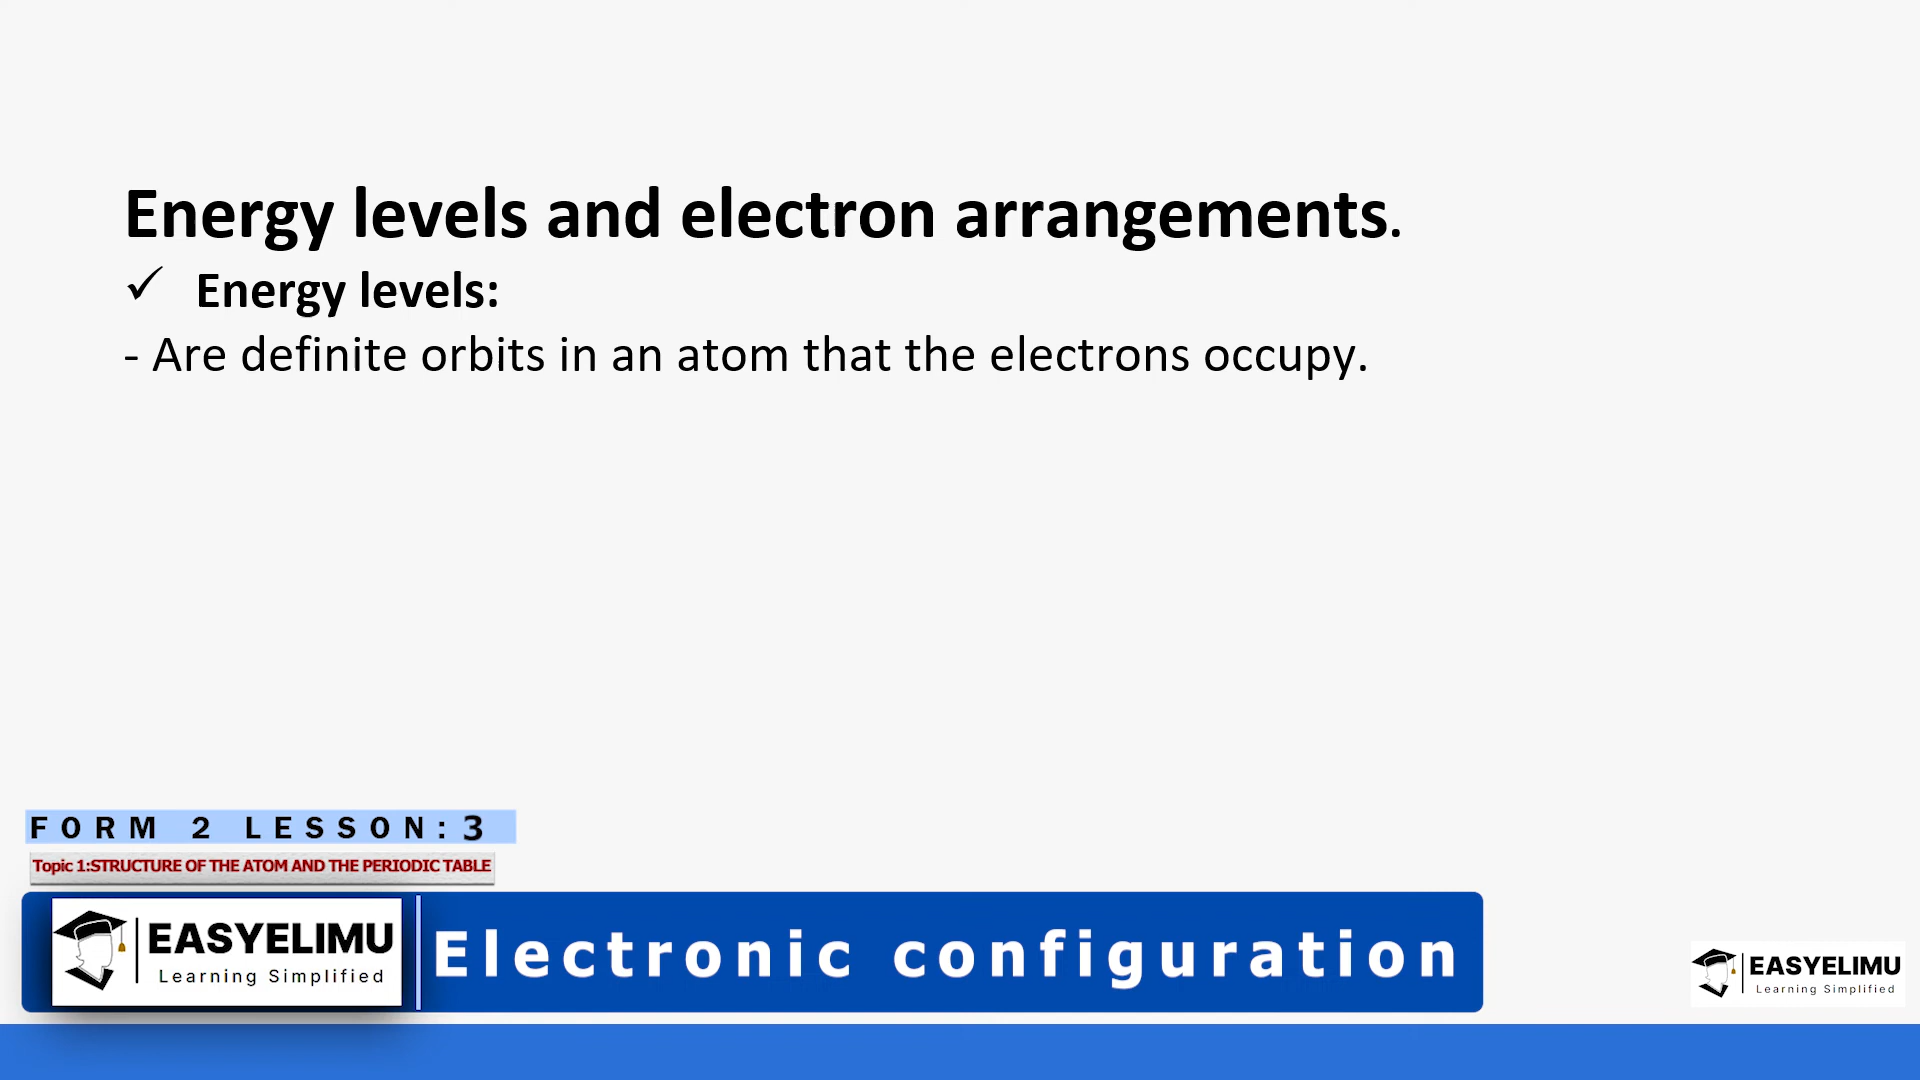 Energy levels and electron arrangements.
✓ Energy levels:
- Are definite orbits in an atom that the electrons occupy.
FORM 2 LESSON: 3
Topic 1:STRUCTURE OF THE ATOM AND THE PERIODIC TABLE
EASYELIMU
Learning Simplified
Electronic configuration
EASYELIMU
Learning Simplified